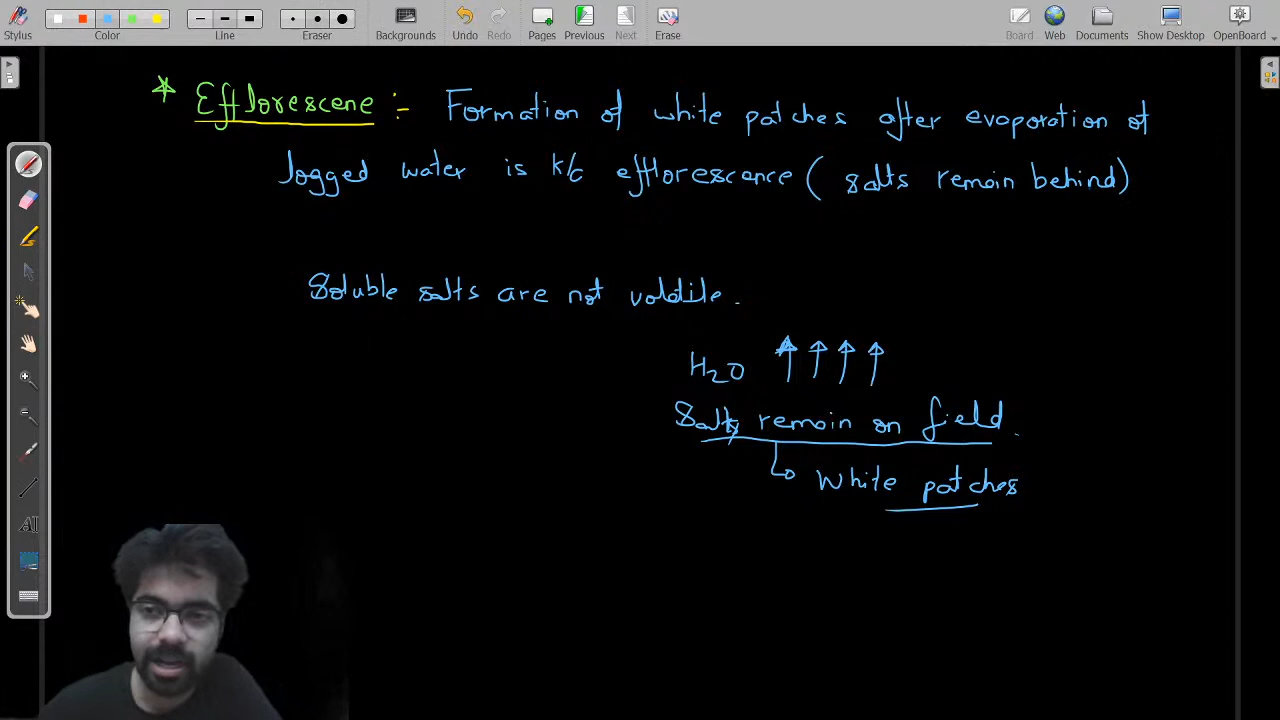 Stylus
Color
Line
Eraser
Backgrounds
Undo
Redo
Pages
Previous
Next
Erase
Board
Web
Documents
Show Desktop
OpenBoard
* Efflorescene :- Formation of white patches after evaporation of
logged water is k/c efflorescance ( salts remain behind)
Soluble salts are not volatile.
H2O ↑ ↑ ↑ ↑
Salts remain on field.
↳ White patches